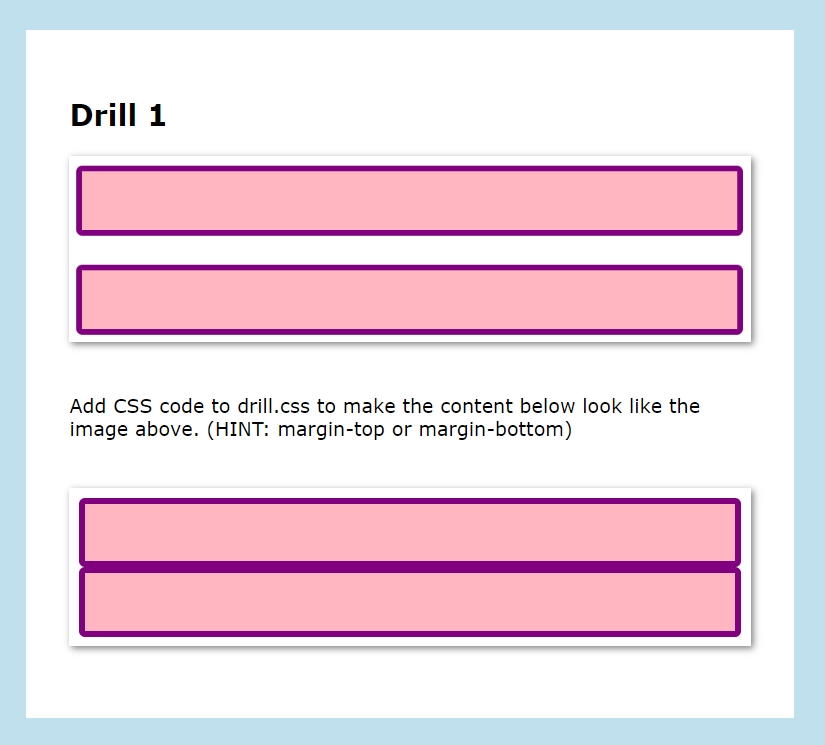 Drill 1
Add CSS code to drill.css to make the content below look like the
image above. (HINT: margin-top or margin-bottom)